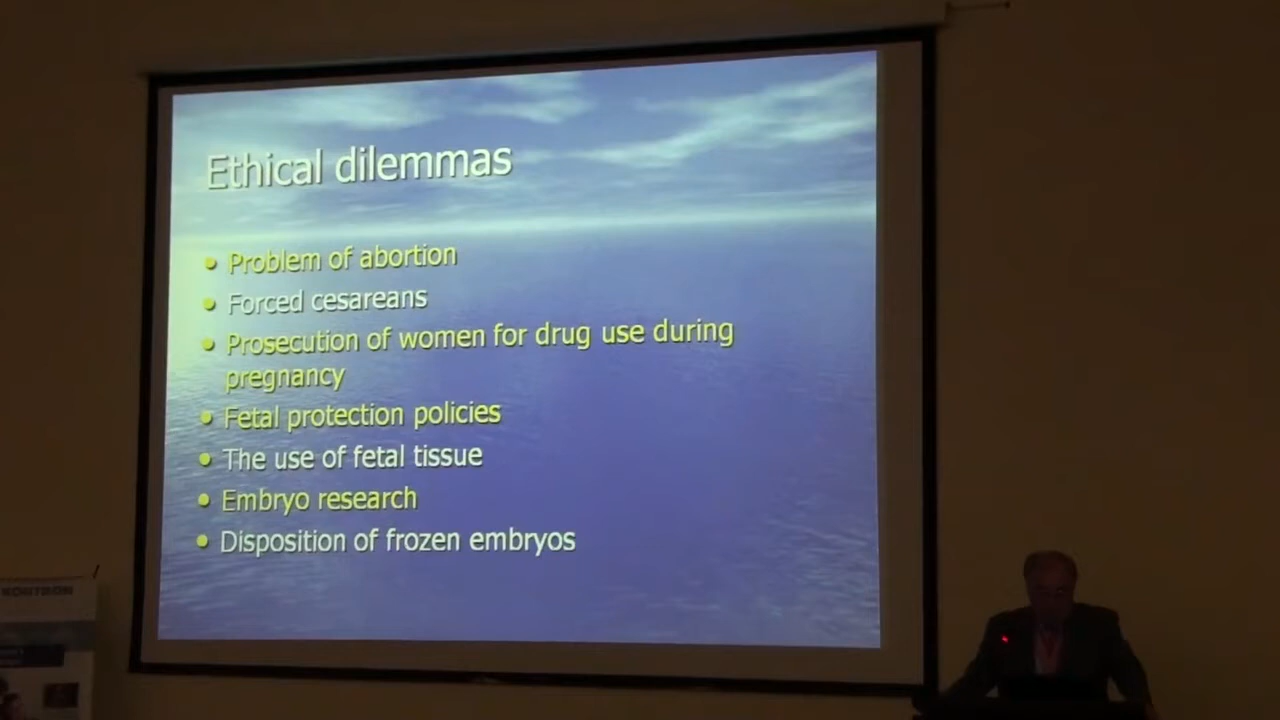 Ethical dilemmas
• Problem of abortion
• Forced cesareans
• Prosecution of women for drug use during
pregnancy
• Fetal protection policies
• The use of fetal tissue
• Embryo research
• Disposition of frozen embryos